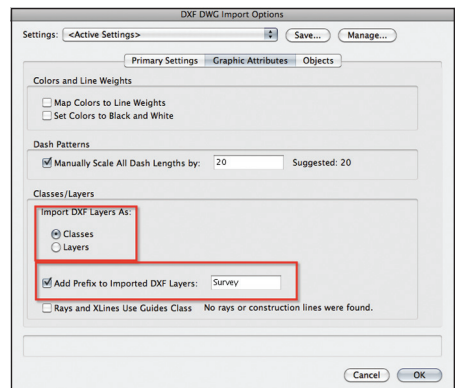 DXF DWG Import Options
Settings: <Active Settings> Save... Manage...
Primary Settings Graphic Attributes Objects
Colors and Line Weights
Map Colors to Line Weights
Set Colors to Black and White
Dash Patterns
Manually Scale All Dash Lengths by: 20 Suggested: 20
Classes/Layers
Import DXF Layers As:
Classes
Layers
Add Prefix to Imported DXF Layers: Survey
Rays and XLines Use Guides Class No rays or construction lines were found.
Cancel OK